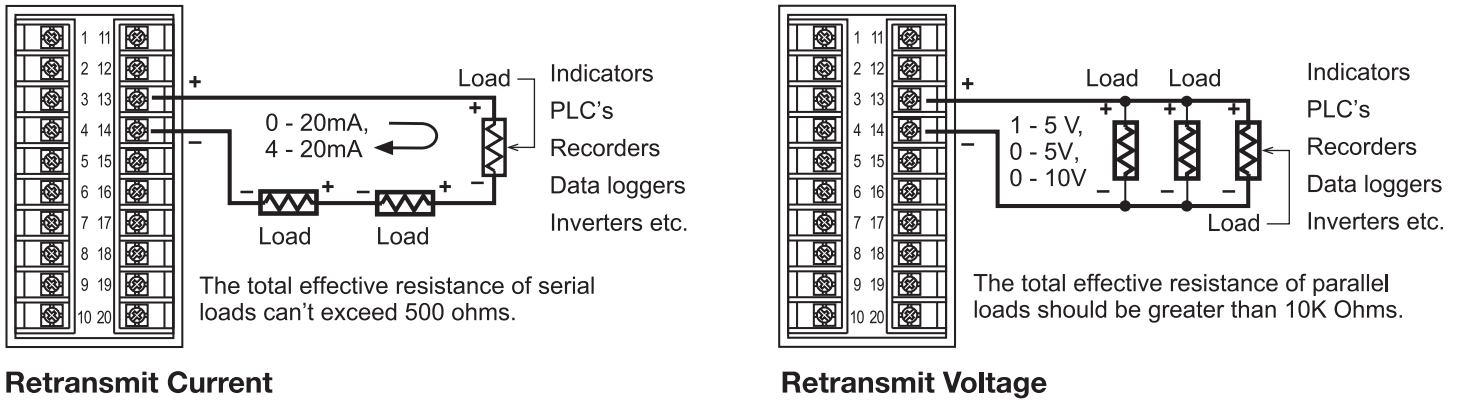 1 11
2 12
3 13
4 14
5 15
6 16
7 17
8 18
9 19
10 20
+
−
0 - 20mA,
4 - 20mA
Load
+
−
− +
− +
Load
Load
Indicators
PLC's
Recorders
Data loggers
Inverters etc.
The total effective resistance of serial
loads can't exceed 500 ohms.
Retransmit Current
1 11
2 12
3 13
4 14
5 15
6 16
7 17
8 18
9 19
10 20
+
−
1 - 5 V,
0 - 5V,
0 - 10V
Load Load
+ + +
− − −
Load
Indicators
PLC's
Recorders
Data loggers
Inverters etc.
The total effective resistance of parallel
loads should be greater than 10K Ohms.
Retransmit Voltage